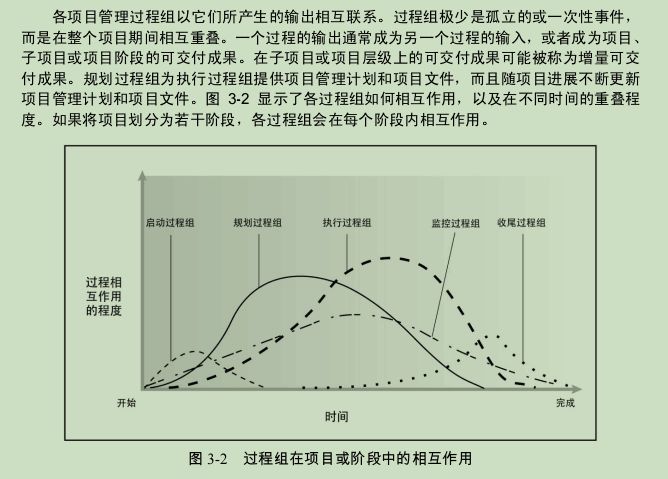 各项目管理过程组以它们所产生的输出相互联系。过程组极少是孤立的或一次性事件，
而是在整个项目期间相互重叠。一个过程的输出通常成为另一个过程的输入，或者成为项目、
子项目或项目阶段的可交付成果。在子项目或项目层级上的可交付成果可能被称为增量可交
付成果。规划过程组为执行过程组提供项目管理计划和项目文件，而且随项目进展不断更新
项目管理计划和项目文件。图 3-2 显示了各过程组如何相互作用，以及在不同时间的重叠程
度。如果将项目划分为若干阶段，各过程组会在每个阶段内相互作用。
启动过程组 规划过程组 执行过程组 监控过程组 收尾过程组
过程相
互作用
的程度
开始 完成
时间
图 3-2 过程组在项目或阶段中的相互作用